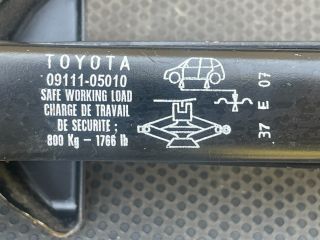 TOYOTA
09111-05010
SAFE WORKING LOAD
CHARGE DE TRAVAIL
DE SECURITE ;
800 Kg - 1766 lb
37 E 07